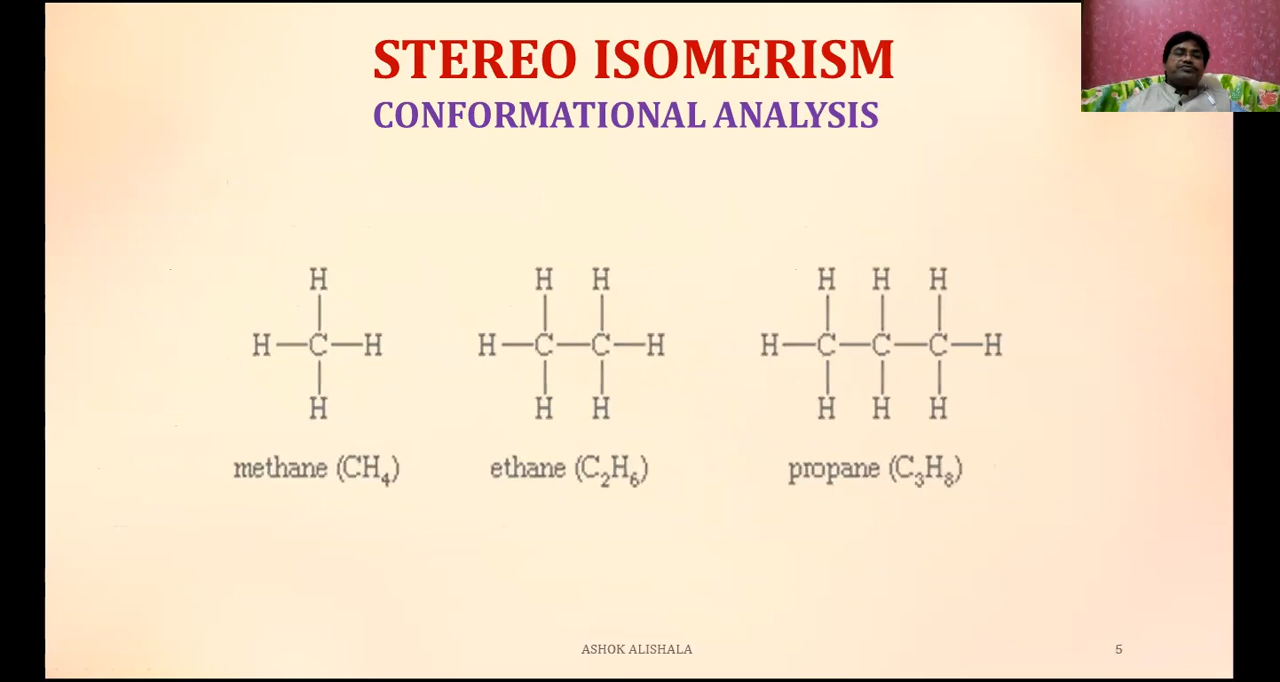 STEREO ISOMERISM
CONFORMATIONAL ANALYSIS
H H H H H H
H C H H C C H H C C C H
H H H H H H
methane (CH₄) ethane (C₂H₆) propane (C₃H₈)
ASHOK ALISHALA 5